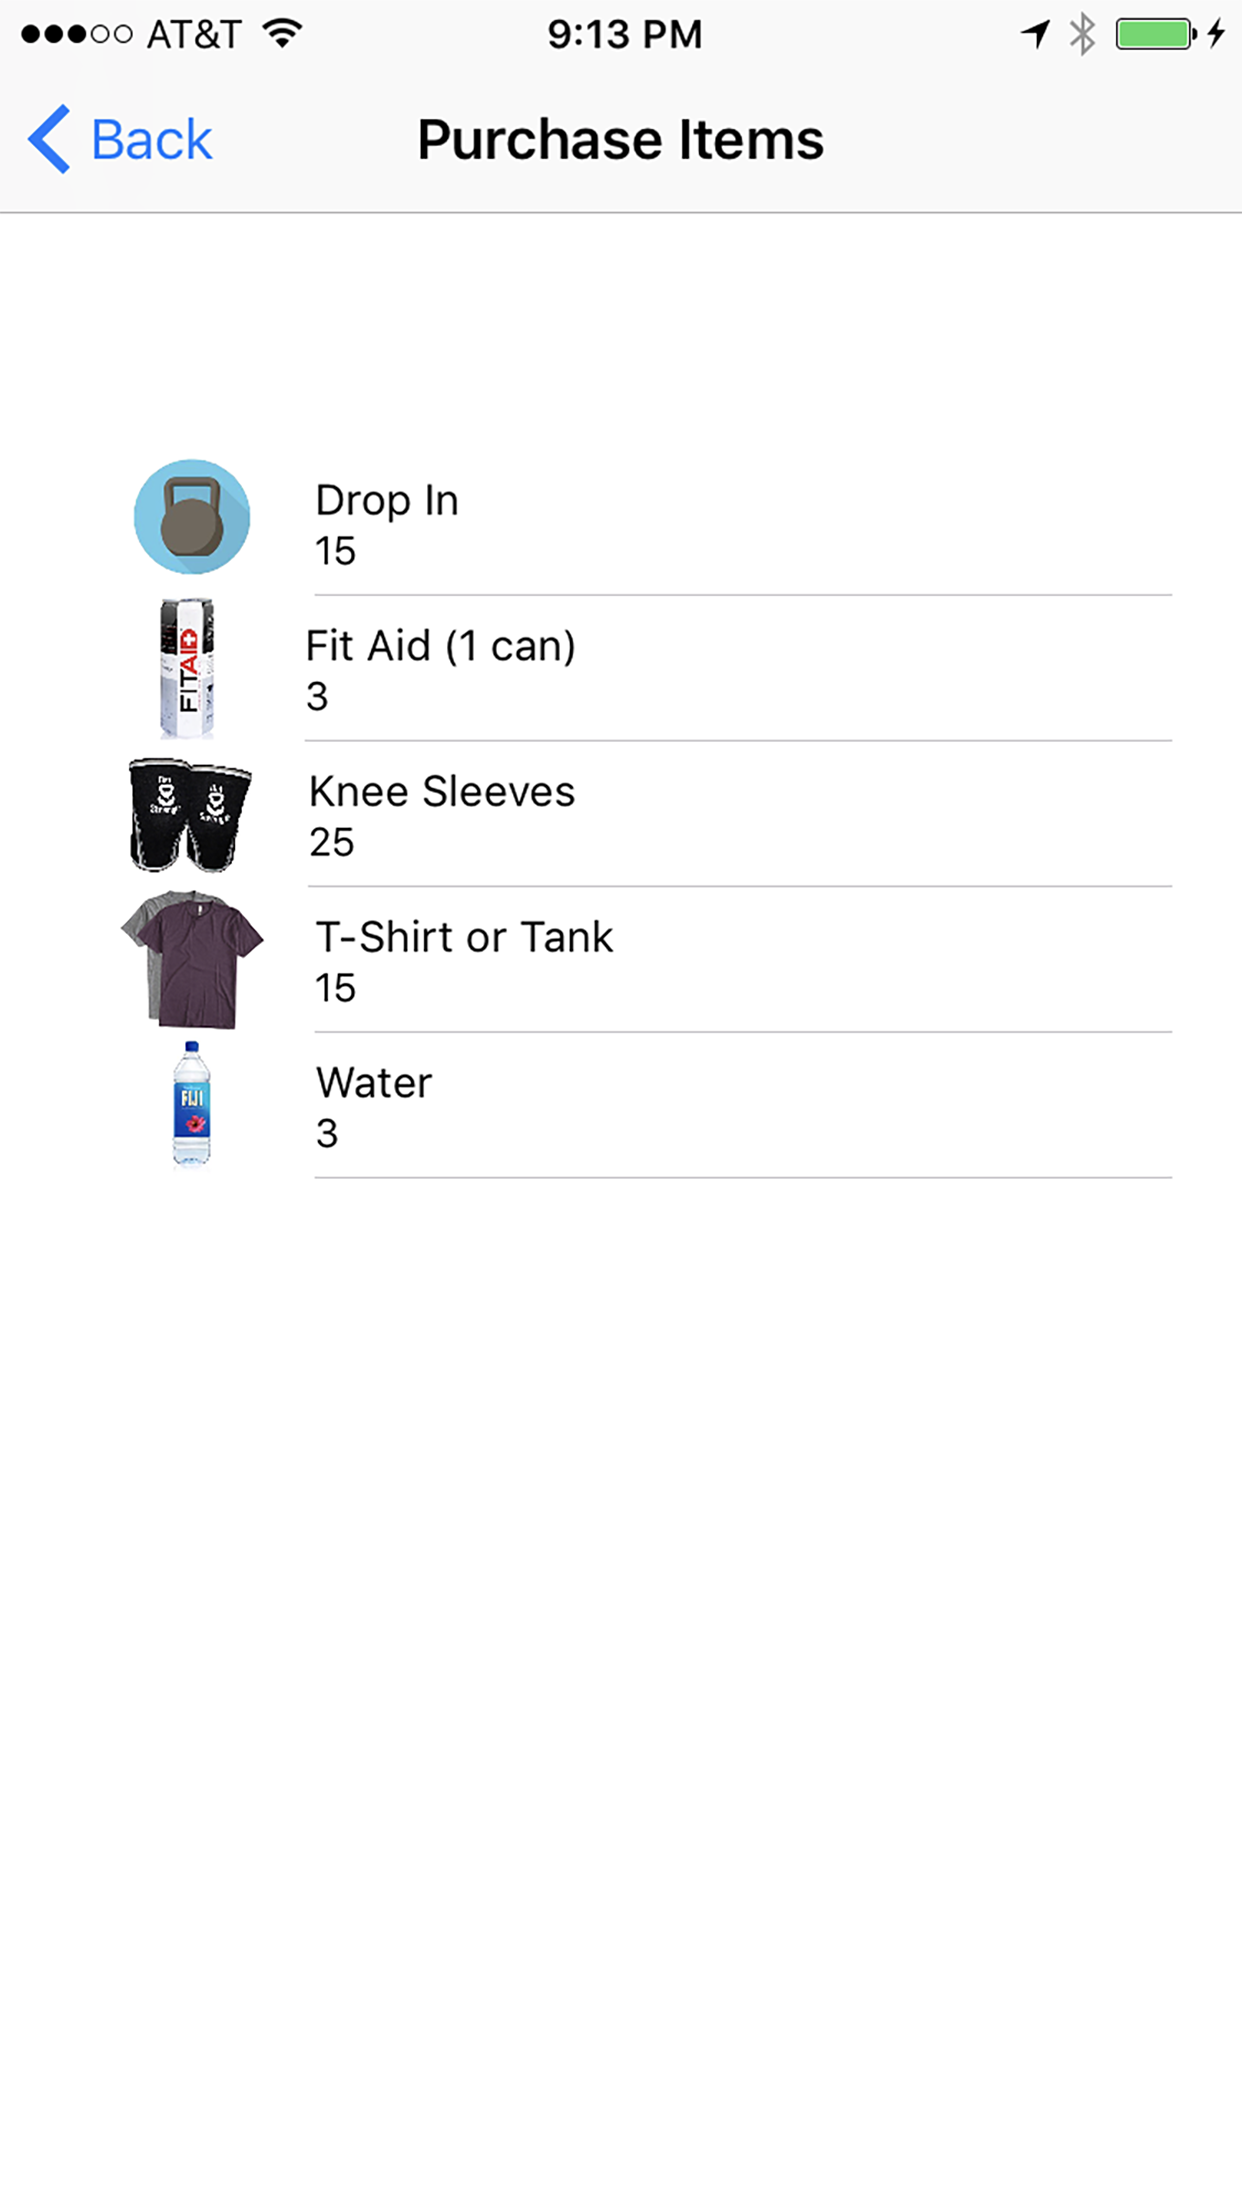 AT&T
9:13 PM
Back
Purchase Items
Drop In
15
FITAID
Fit Aid (1 can)
3
Knee Sleeves
25
T-Shirt or Tank
15
FIJI
Water
3